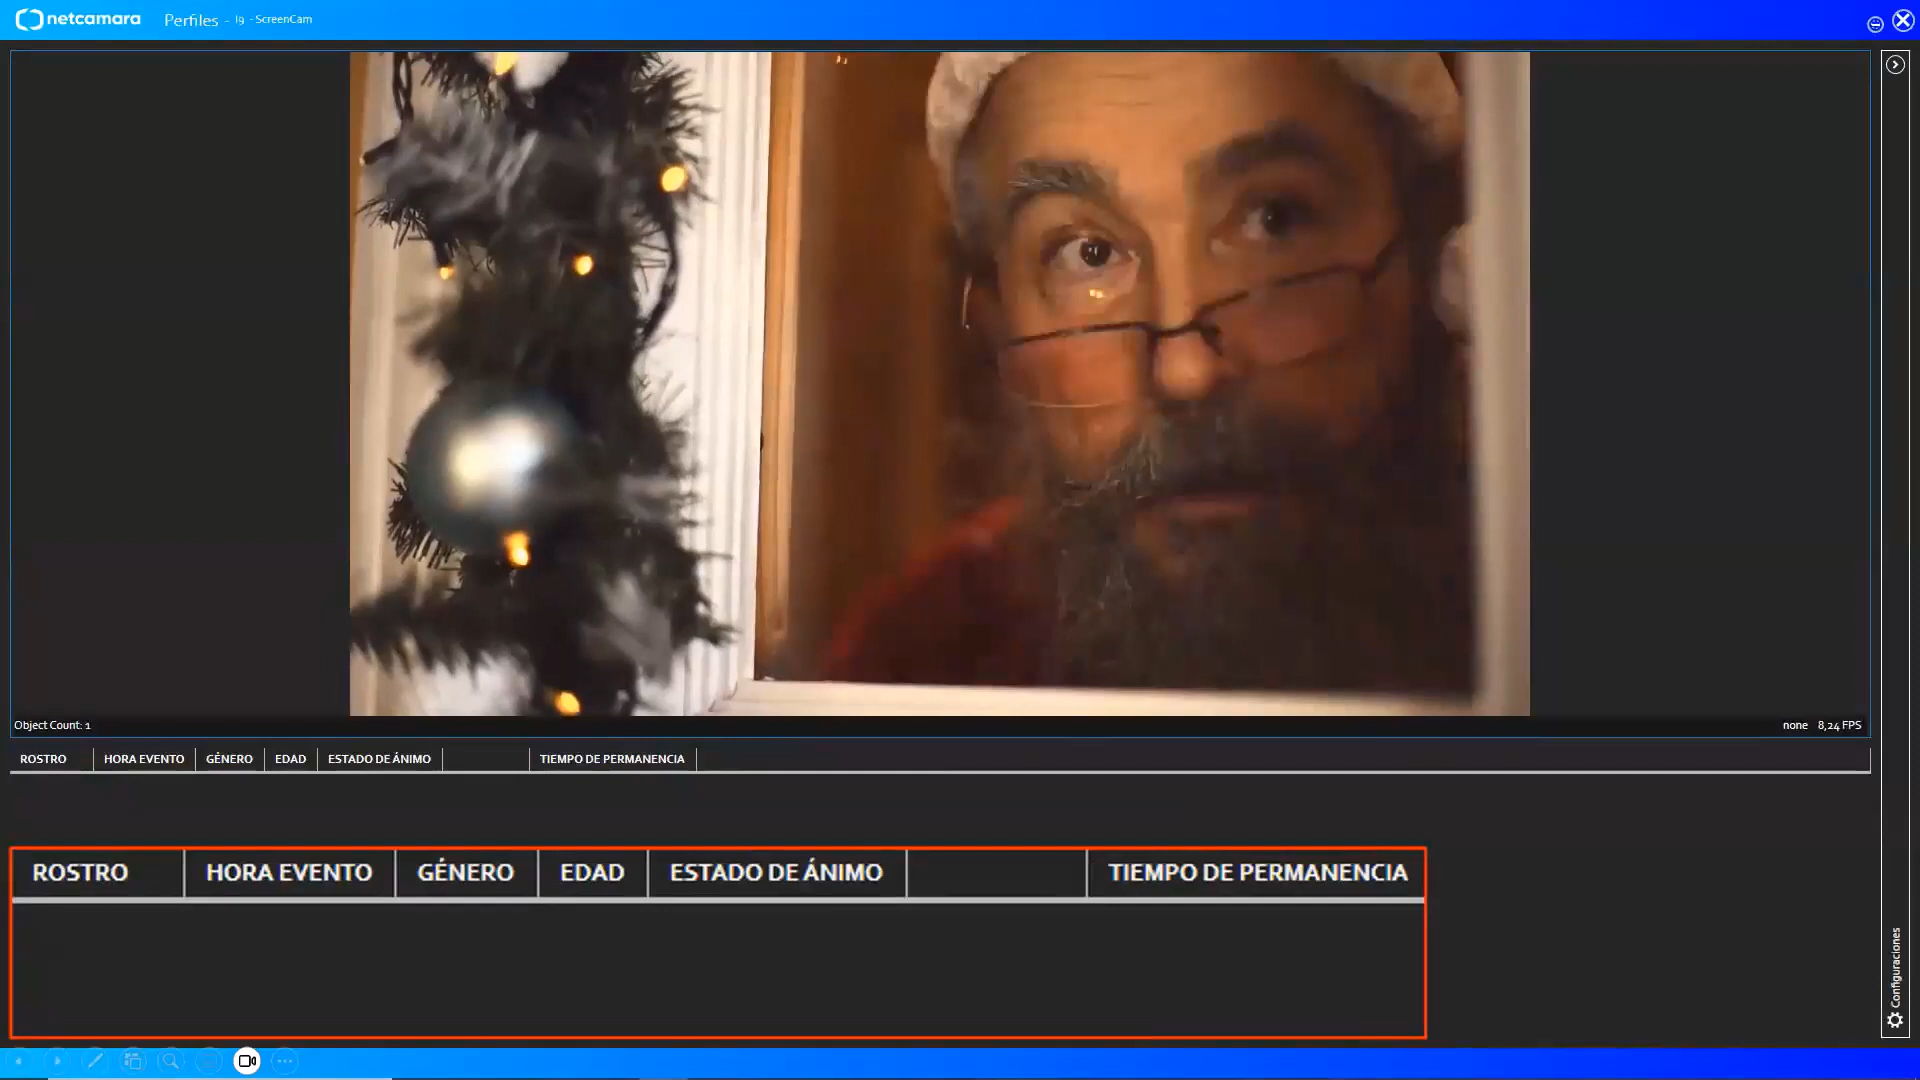 netcamara
Perfiles - I9 - ScreenCam
Object Count: 1
none 8,24 FPS
ROSTRO HORA EVENTO GÉNERO EDAD ESTADO DE ÁNIMO TIEMPO DE PERMANENCIA
ROSTRO HORA EVENTO GÉNERO EDAD ESTADO DE ÁNIMO TIEMPO DE PERMANENCIA
Configuraciones